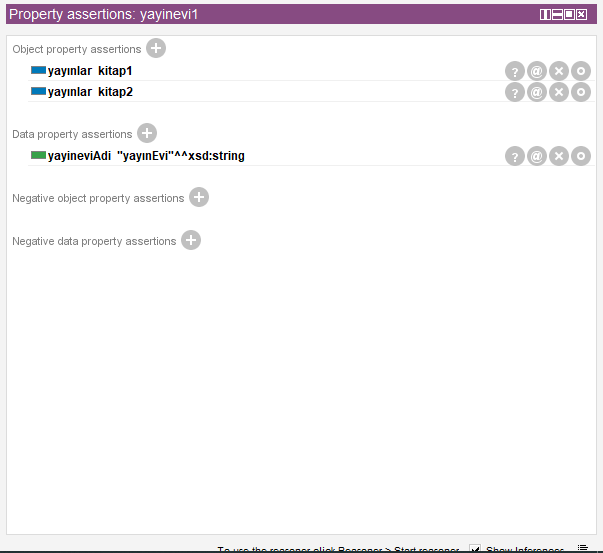 Property assertions: yayinevi1
Object property assertions
yayınlar kitap1
yayınlar kitap2
Data property assertions
yayineviAdi "yayınEvi"^^xsd:string
Negative object property assertions
Negative data property assertions
To use the reasoner click Reasoner > Start reasoner Show Inferences